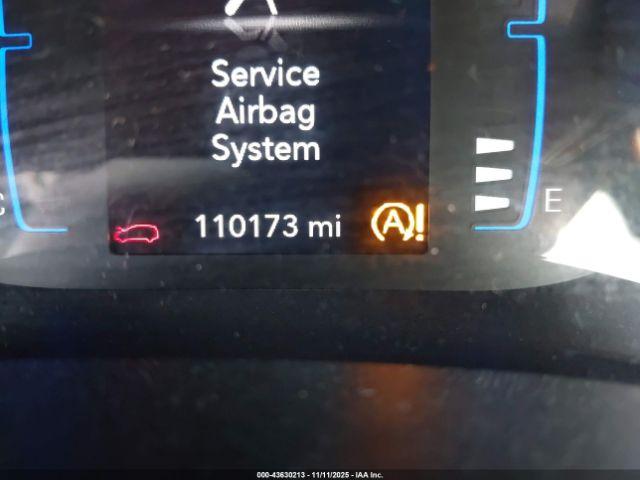 Service
Airbag
System
110173 mi
A!
C
E
000-43630213 - 11/11/2025 - IAA Inc.